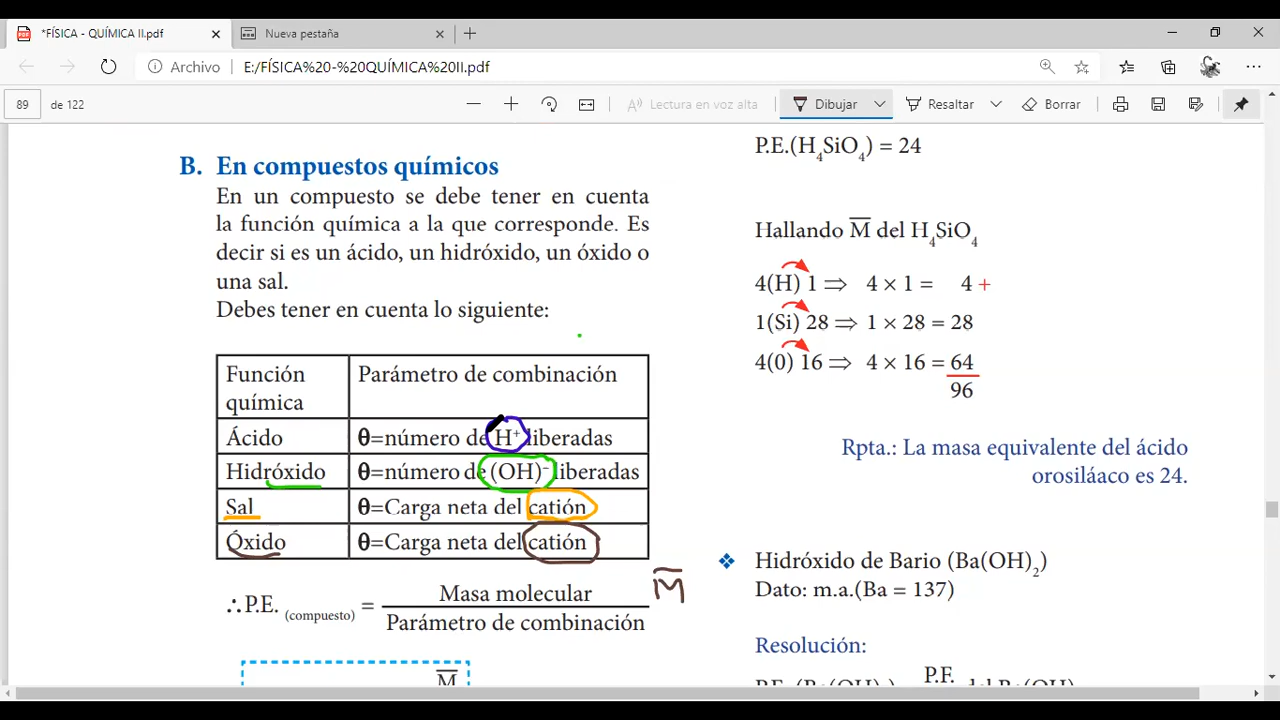 *FÍSICA - QUÍMICA II.pdf
Nueva pestaña
Archivo
E:/FÍSICA%20-%20QUÍMICA%20II.pdf
89
de 122
Lectura en voz alta
Dibujar
Resaltar
Borrar
B. En compuestos químicos
En un compuesto se debe tener en cuenta
la función química a la que corresponde. Es
decir si es un ácido, un hidróxido, un óxido o
una sal.
Debes tener en cuenta lo siguiente:
Función química
Parámetro de combinación
Ácido
θ=número de H⁺ liberadas
Hidróxido
θ=número de (OH)⁻ liberadas
Sal
θ=Carga neta del catión
Óxido
θ=Carga neta del catión
∴P.E. (compuesto) = Masa molecular
Parámetro de combinación
M̅
M̅
P.E.(H₄SiO₄) = 24
Hallando M̅ del H₄SiO₄
4(H) 1 ⇒ 4 × 1 = 4 +
1(Si) 28 ⇒ 1 × 28 = 28
4(0) 16 ⇒ 4 × 16 = 64
96
Rpta.: La masa equivalente del ácido
orosiláaco es 24.
❖ Hidróxido de Bario (Ba(OH)₂)
Dato: m.a.(Ba = 137)
Resolución:
P.F.